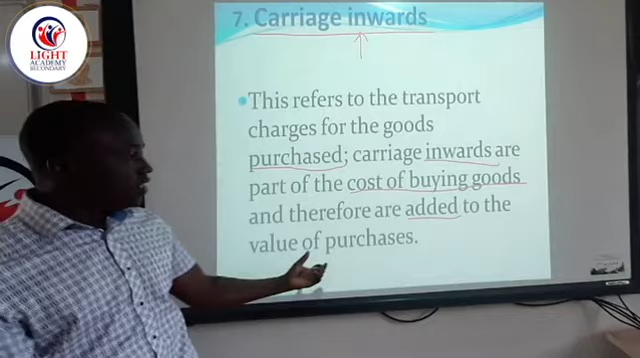 LIGHT
ACADEMY
SECONDARY
7. Carriage inwards
This refers to the transport
charges for the goods
purchased; carriage inwards are
part of the cost of buying goods
and therefore are added to the
value of purchases.